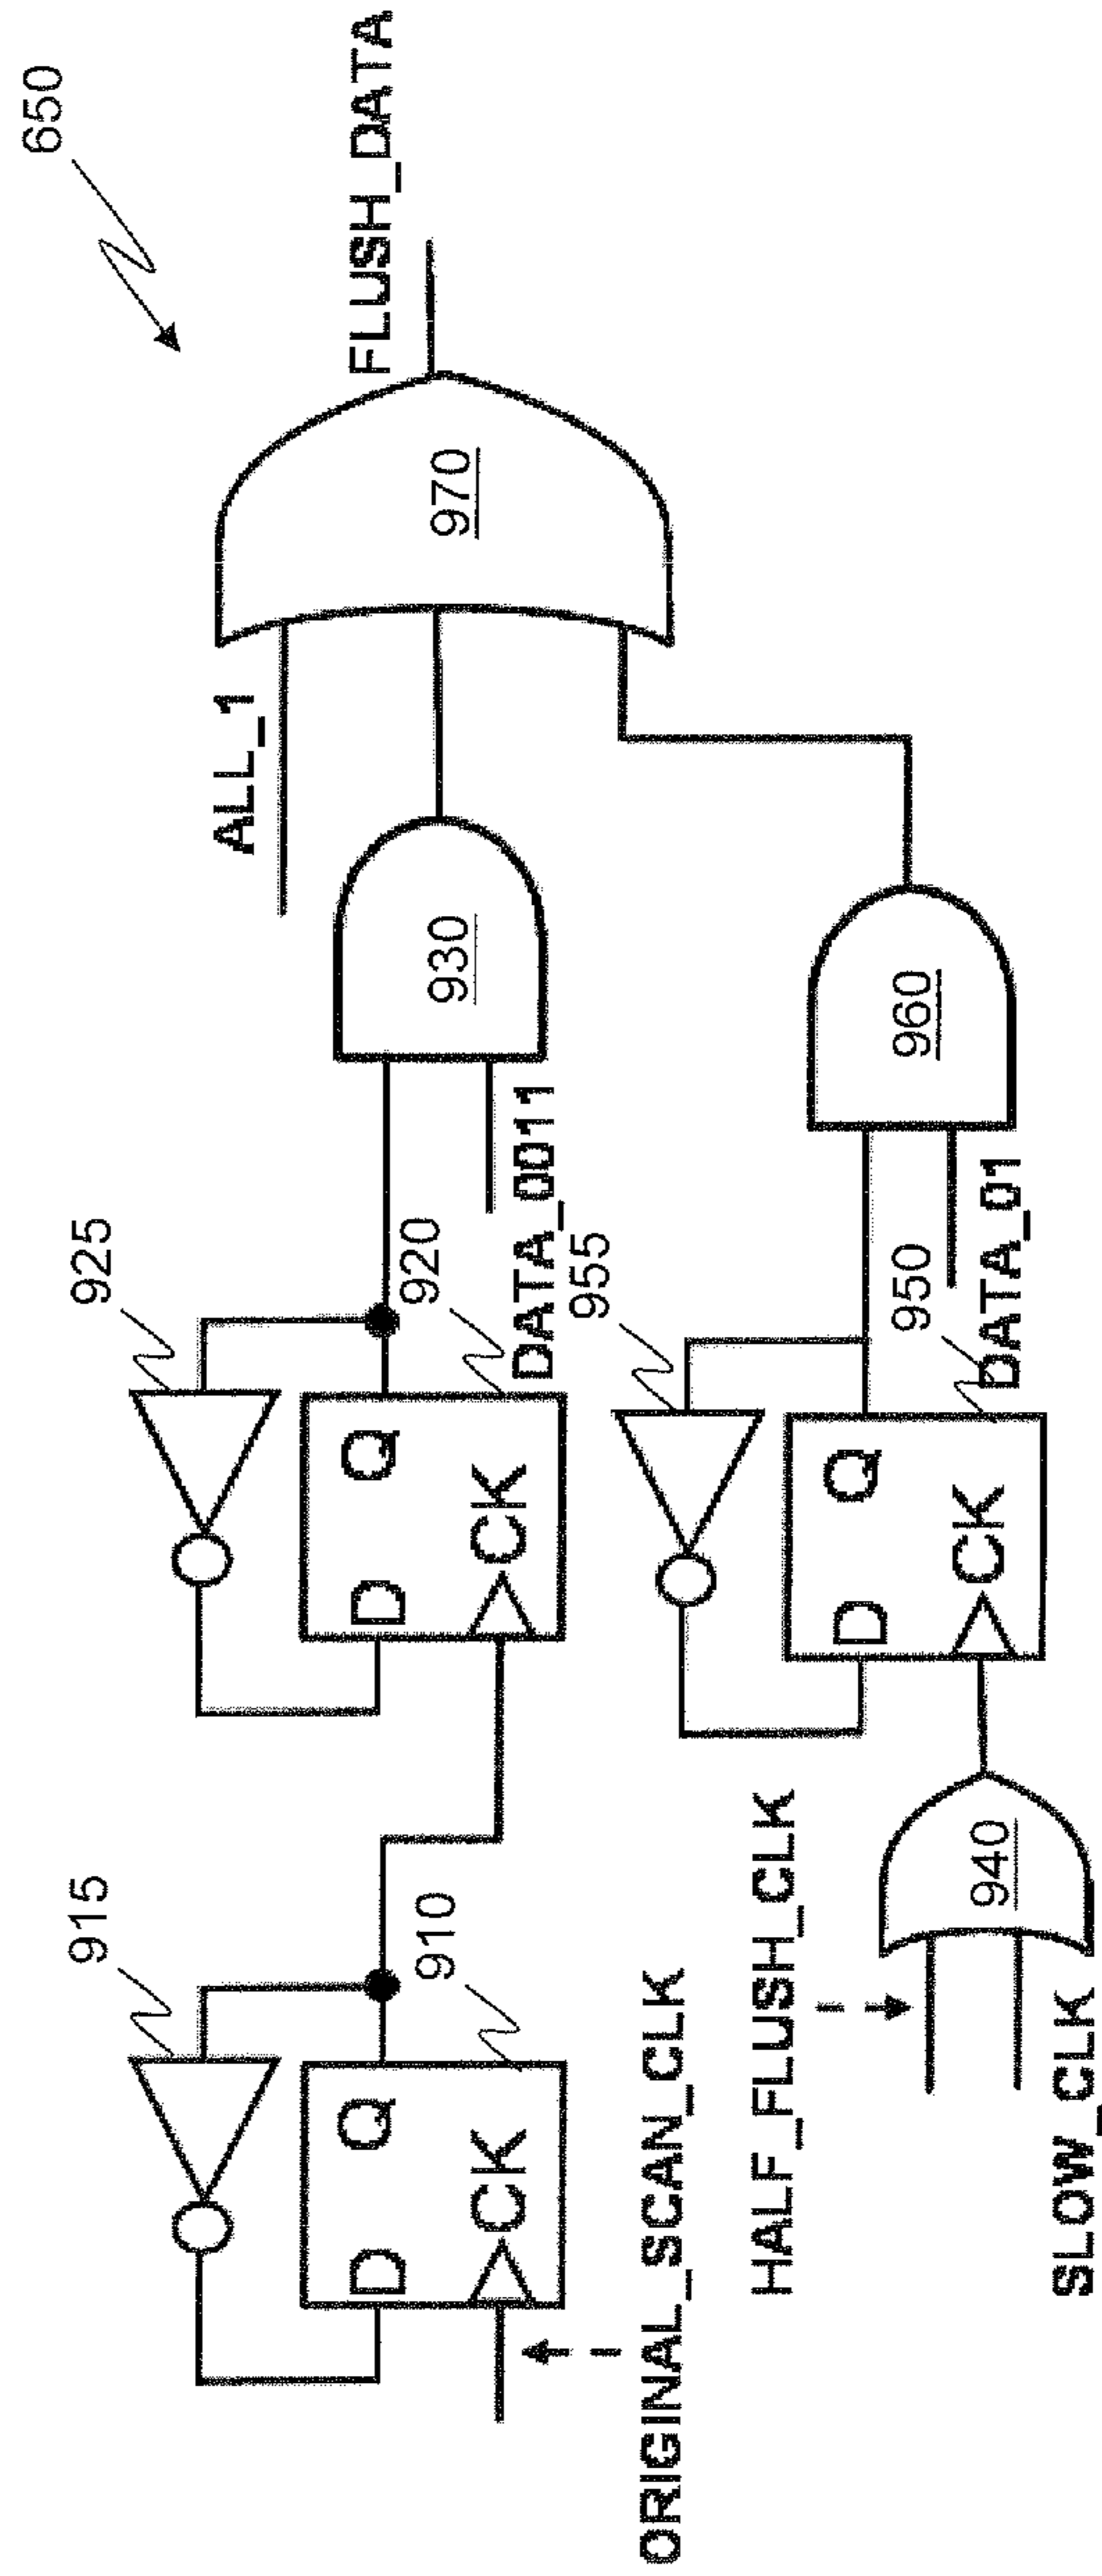 650
FLUSH_DATA
ALL_1
970
930
925
920
DATA_0011
D
Q
CK
915
910
D
Q
CK
ORIGINAL_SCAN_CLK
955
950
DATA_01
960
D
Q
CK
HALF_FLUSH_CLK
940
SLOW_CLK